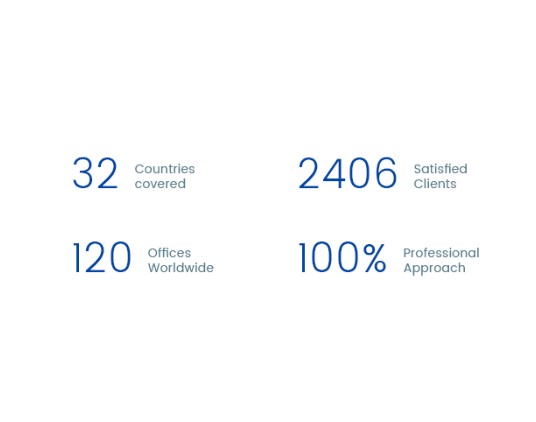 32 Countries
covered
2406 Satisfied
Clients
120 Offices
Worldwide
100% Professional
Approach